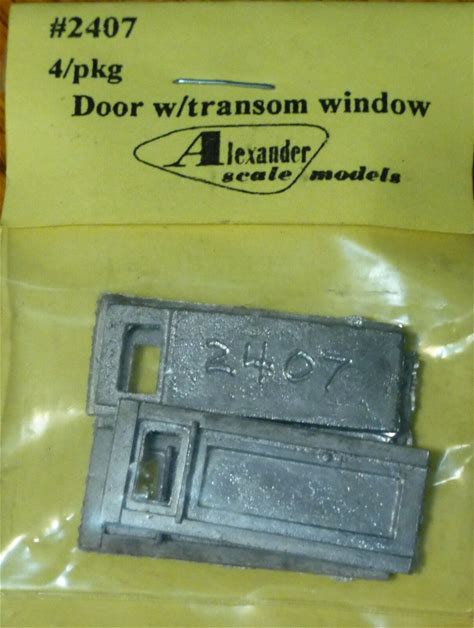 #2407
4/pkg
Door w/transom window
Alexander
scale models
2407